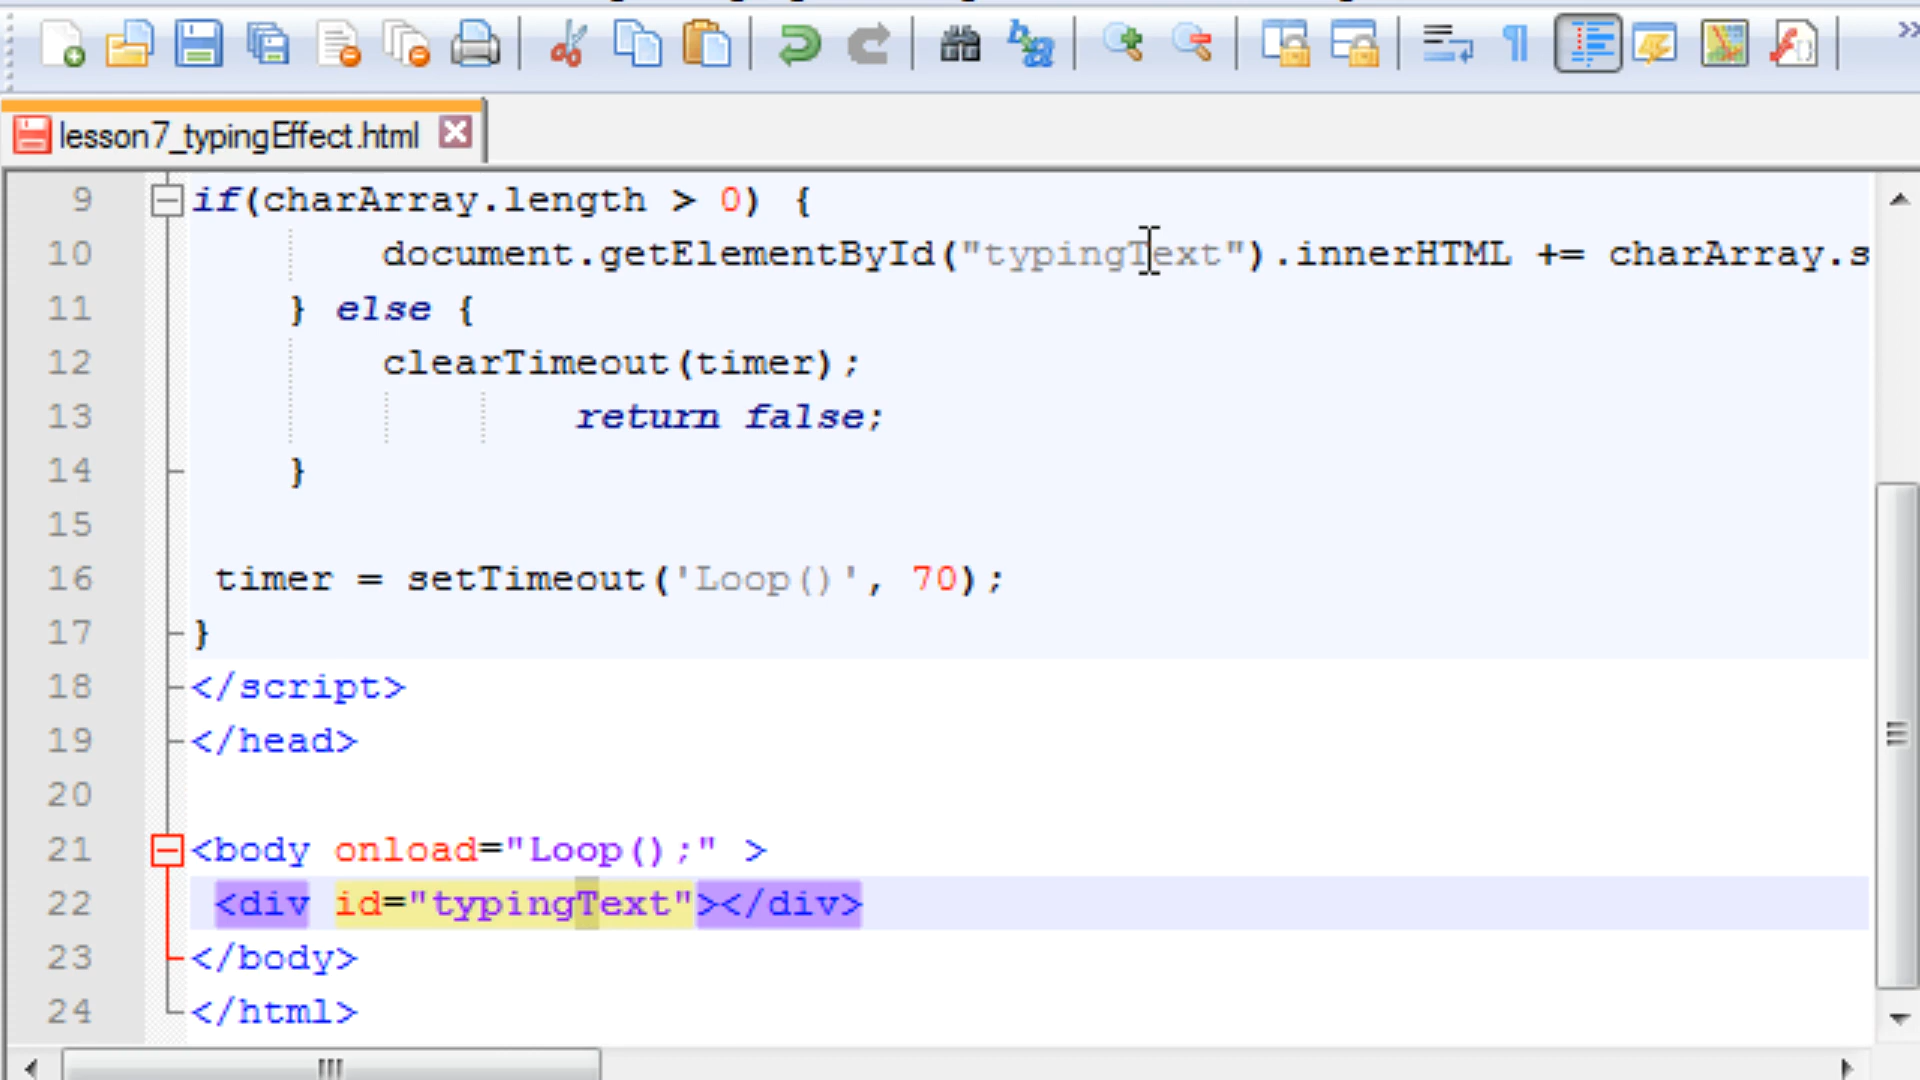 lesson7_typingEffect.html
9 if(charArray.length > 0) {
10 document.getElementById("typingText").innerHTML += charArray.s
11 } else {
12 clearTimeout(timer);
13 return false;
14 }
15
16 timer = setTimeout('Loop()', 70);
17 }
18 </script>
19 </head>
20
21 <body onload="Loop();" >
22 <div id="typingText"></div>
23 </body>
24 </html>